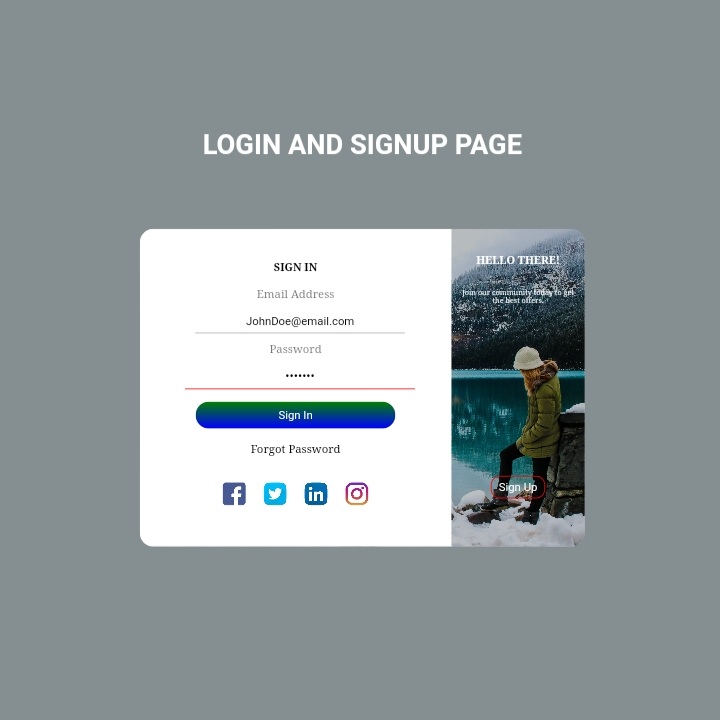 LOGIN AND SIGNUP PAGE
SIGN IN
Email Address
JohnDoe@email.com
Password
•••••••
Sign In
Forgot Password
HELLO THERE!
Join our community today to get
the best offers.
Sign Up